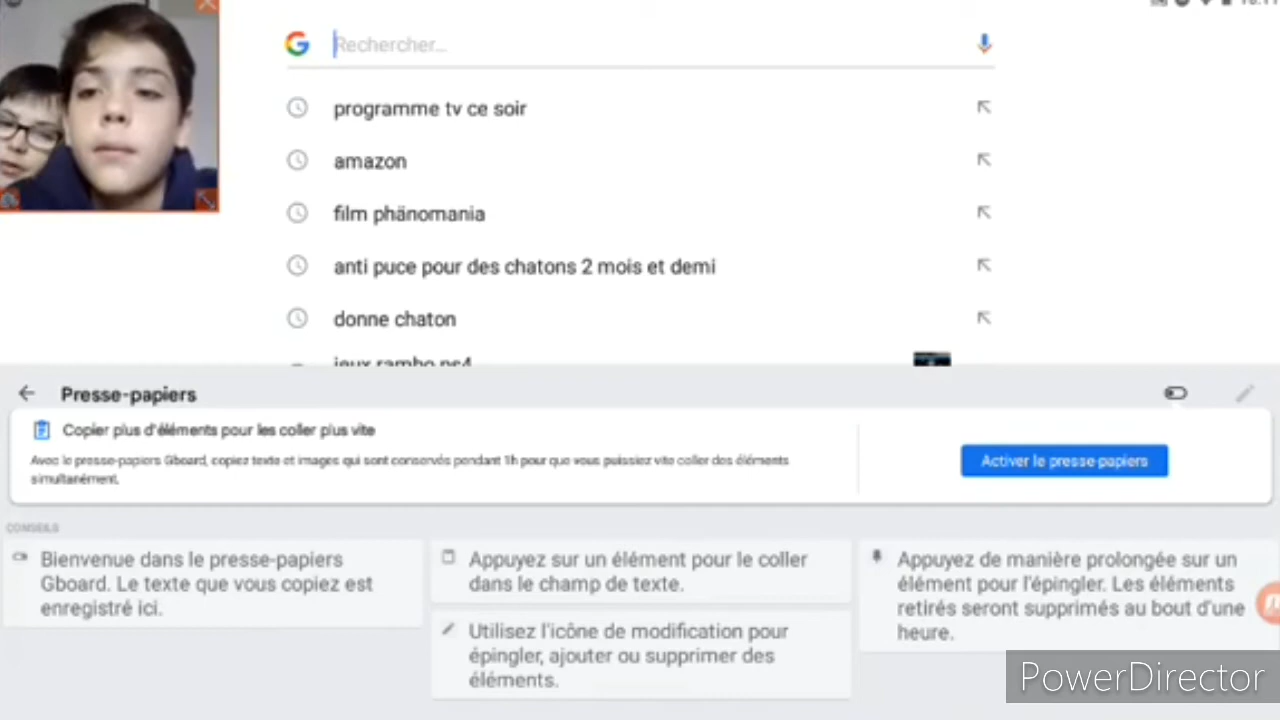 Rechercher...
programme tv ce soir
amazon
film phänomania
anti puce pour des chatons 2 mois et demi
donne chaton
jeux rambo ps4
Presse-papiers
Copier plus d'éléments pour les coller plus vite
Avec le presse-papiers Gboard, copiez texte et images qui sont conservés pendant 1h pour que vous puissiez vite coller des éléments
simultanément.
Activer le presse-papiers
CONSEILS
Bienvenue dans le presse-papiers
Gboard. Le texte que vous copiez est
enregistré ici.
Appuyez sur un élément pour le coller
dans le champ de texte.
Utilisez l'icône de modification pour
épingler, ajouter ou supprimer des
éléments.
Appuyez de manière prolongée sur un
élément pour l'épingler. Les éléments
retirés seront supprimés au bout d'une
heure.
PowerDirector